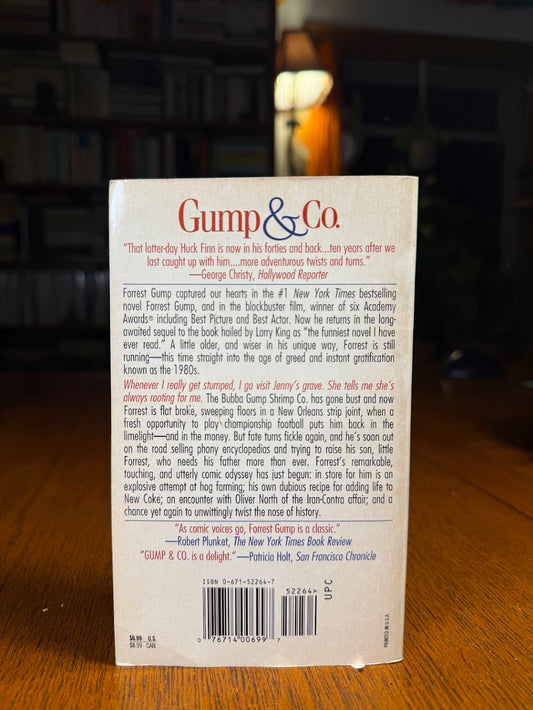 Gump & Co.
"That latter-day Huck Finn is now in his forties and back...ten years after we
last caught up with him....more adventurous twists and turns."
—George Christy, Hollywood Reporter
Forrest Gump captured our hearts in the #1 New York Times bestselling
novel Forrest Gump, and in the blockbuster film, winner of six Academy
Awards® including Best Picture and Best Actor. Now he returns in the long-
awaited sequel to the book hailed by Larry King as "the funniest novel I have
ever read." A little older, and wiser in his unique way, Forrest is still
running—this time straight into the age of greed and instant gratification
known as the 1980s.
Whenever I really get stumped, I go visit Jenny's grave. She tells me she's
always rooting for me. The Bubba Gump Shrimp Co. has gone bust and now
Forrest is flat broke, sweeping floors in a New Orleans strip joint, when a
fresh opportunity to play championship football puts him back in the
limelight—and in the money. But fate turns fickle again, and he's soon out
on the road selling phony encyclopedias and trying to raise his son, little
Forrest, who needs his father more than ever. Forrest's remarkable,
touching, and utterly comic odyssey has just begun: in store for him is an
explosive attempt at hog farming; his own dubious recipe for adding life to
New Coke; an encounter with Oliver North of the Iran-Contra affair; and a
chance yet again to unwittingly twist the nose of history.
"As comic voices go, Forrest Gump is a classic."
—Robert Plunket, The New York Times Book Review
"GUMP & CO. is a delight."—Patricia Holt, San Francisco Chronicle
ISBN 0-671-52264-7
52264>
UPC
$6.99 U.S.
$8.99 CAN.
0 76714 00699 7
PRINTED IN U.S.A.